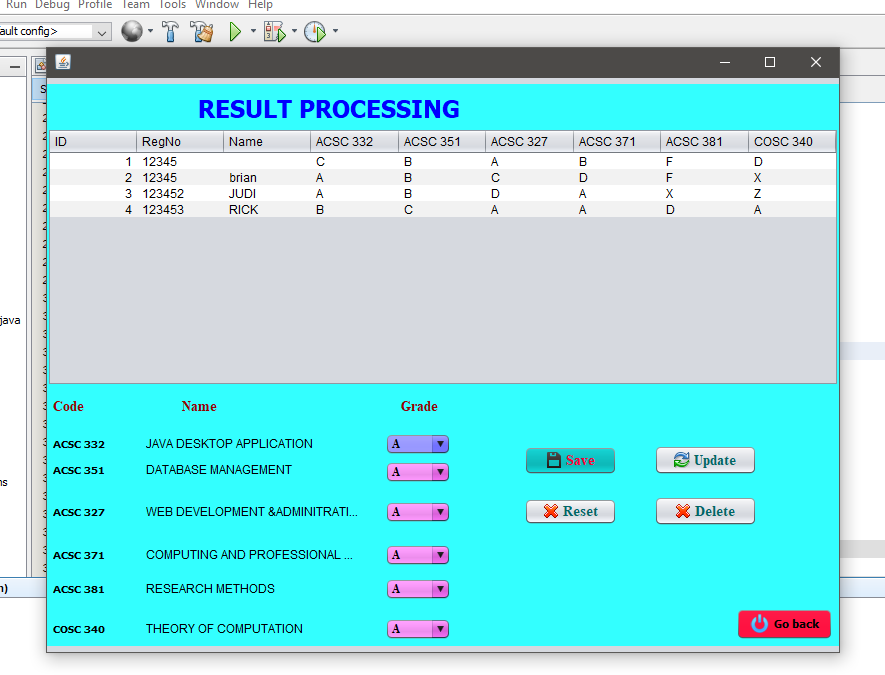 Run Debug Profile Team Tools Window Help
ault config>
RESULT PROCESSING
ID RegNo Name ACSC 332 ACSC 351 ACSC 327 ACSC 371 ACSC 381 COSC 340
1 12345 C B A B F D
2 12345 brian A B C D F X
3 123452 JUDI A B D A X Z
4 123453 RICK B C A A D A
java
Code Name Grade
ACSC 332 JAVA DESKTOP APPLICATION A
ACSC 351 DATABASE MANAGEMENT A
Save Update
ACSC 327 WEB DEVELOPMENT &ADMINITRATI... A
Reset Delete
ACSC 371 COMPUTING AND PROFESSIONAL ... A
ACSC 381 RESEARCH METHODS A
COSC 340 THEORY OF COMPUTATION A
Go back